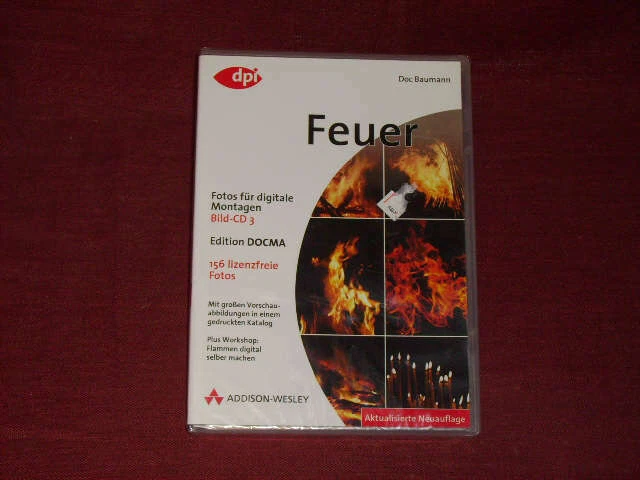 dpi
Doc Baumann
Feuer
Fotos für digitale
Montagen
Bild-CD 3
Edition DOCMA
156 lizenzfreie
Fotos
Mit großen Vorschau-
abbildungen in einem
gedruckten Katalog
Plus Workshop:
Flammen digital
selber machen
ADDISON-WESLEY
Aktualisierte Neuauflage